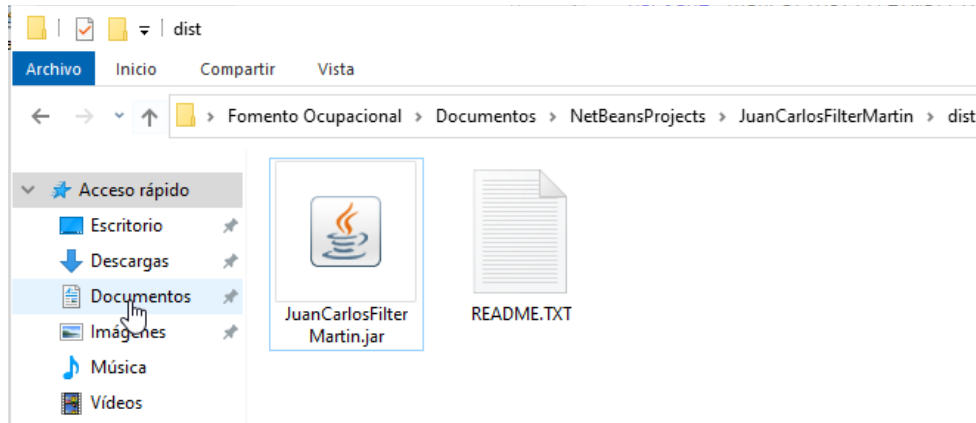 dist
Archivo Inicio Compartir Vista
Fomento Ocupacional > Documentos > NetBeansProjects > JuanCarlosFilterMartin > dist
Acceso rápido
Escritorio
Descargas
Documentos
Imágenes
Música
Vídeos
JuanCarlosFilter
Martin.jar
README.TXT